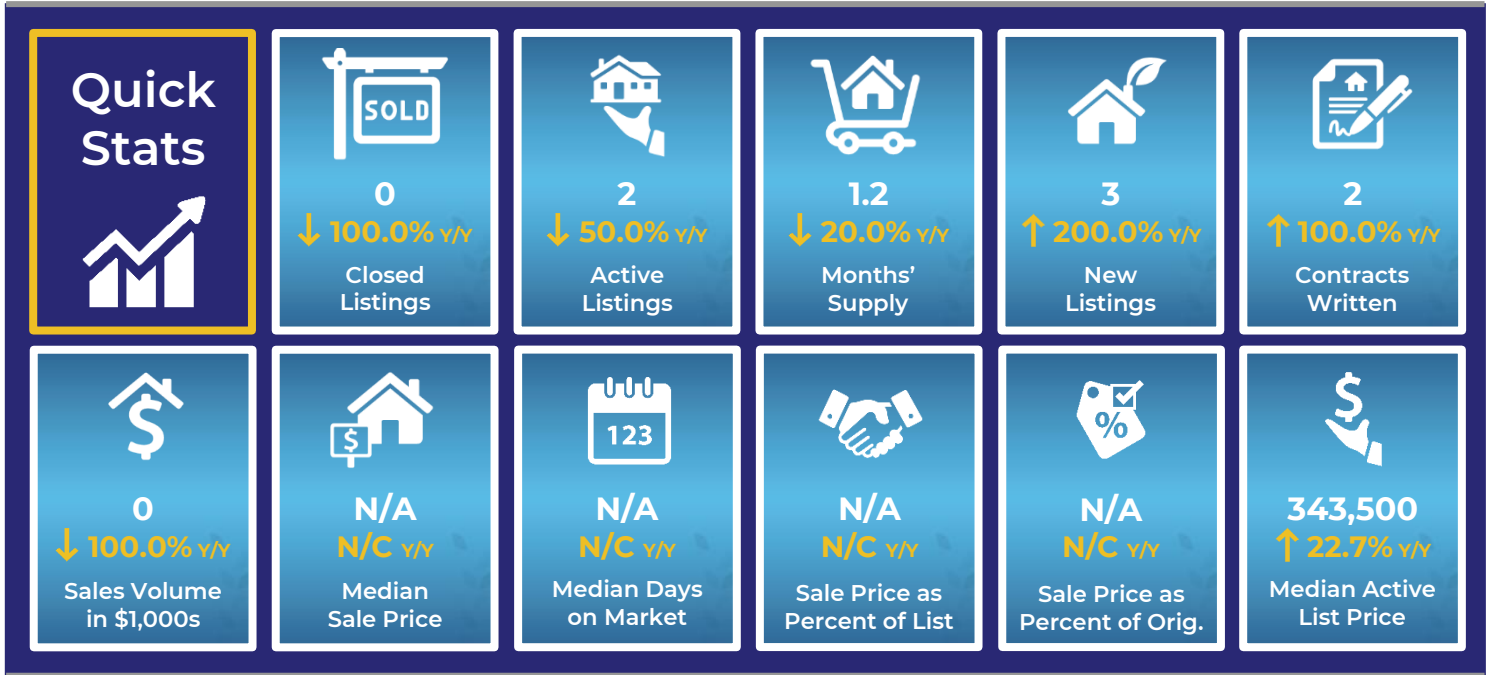 Quick
Stats
SOLD
0
↓ 100.0% Y/Y
Closed
Listings
2
↓ 50.0% Y/Y
Active
Listings
1.2
↓ 20.0% Y/Y
Months’
Supply
3
↑ 200.0% Y/Y
New
Listings
2
↑ 100.0% Y/Y
Contracts
Written
$
0
↓ 100.0% Y/Y
Sales Volume
in $1,000s
$
N/A
N/C Y/Y
Median
Sale Price
123
N/A
N/C Y/Y
Median Days
on Market
N/A
N/C Y/Y
Sale Price as
Percent of List
%
N/A
N/C Y/Y
Sale Price as
Percent of Orig.
$
343,500
↑ 22.7% Y/Y
Median Active
List Price